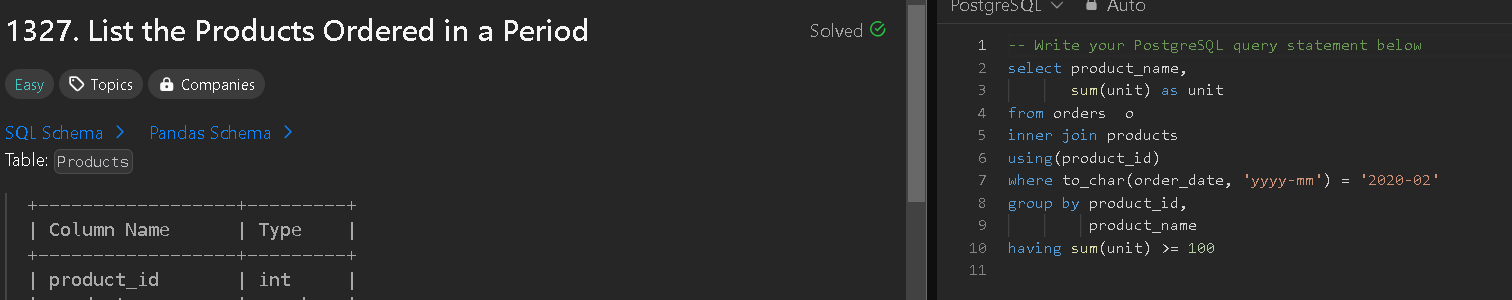 1327. List the Products Ordered in a Period
Solved
Easy
Topics
Companies
SQL Schema
Pandas Schema
Table: Products
+------------------+---------+
| Column Name | Type |
+------------------+---------+
| product_id | int |
PostgreSQL
Auto
1 -- Write your PostgreSQL query statement below
2 select product_name,
3 sum(unit) as unit
4 from orders o
5 inner join products
6 using(product_id)
7 where to_char(order_date, 'yyyy-mm') = '2020-02'
8 group by product_id,
9 product_name
10 having sum(unit) >= 100
11